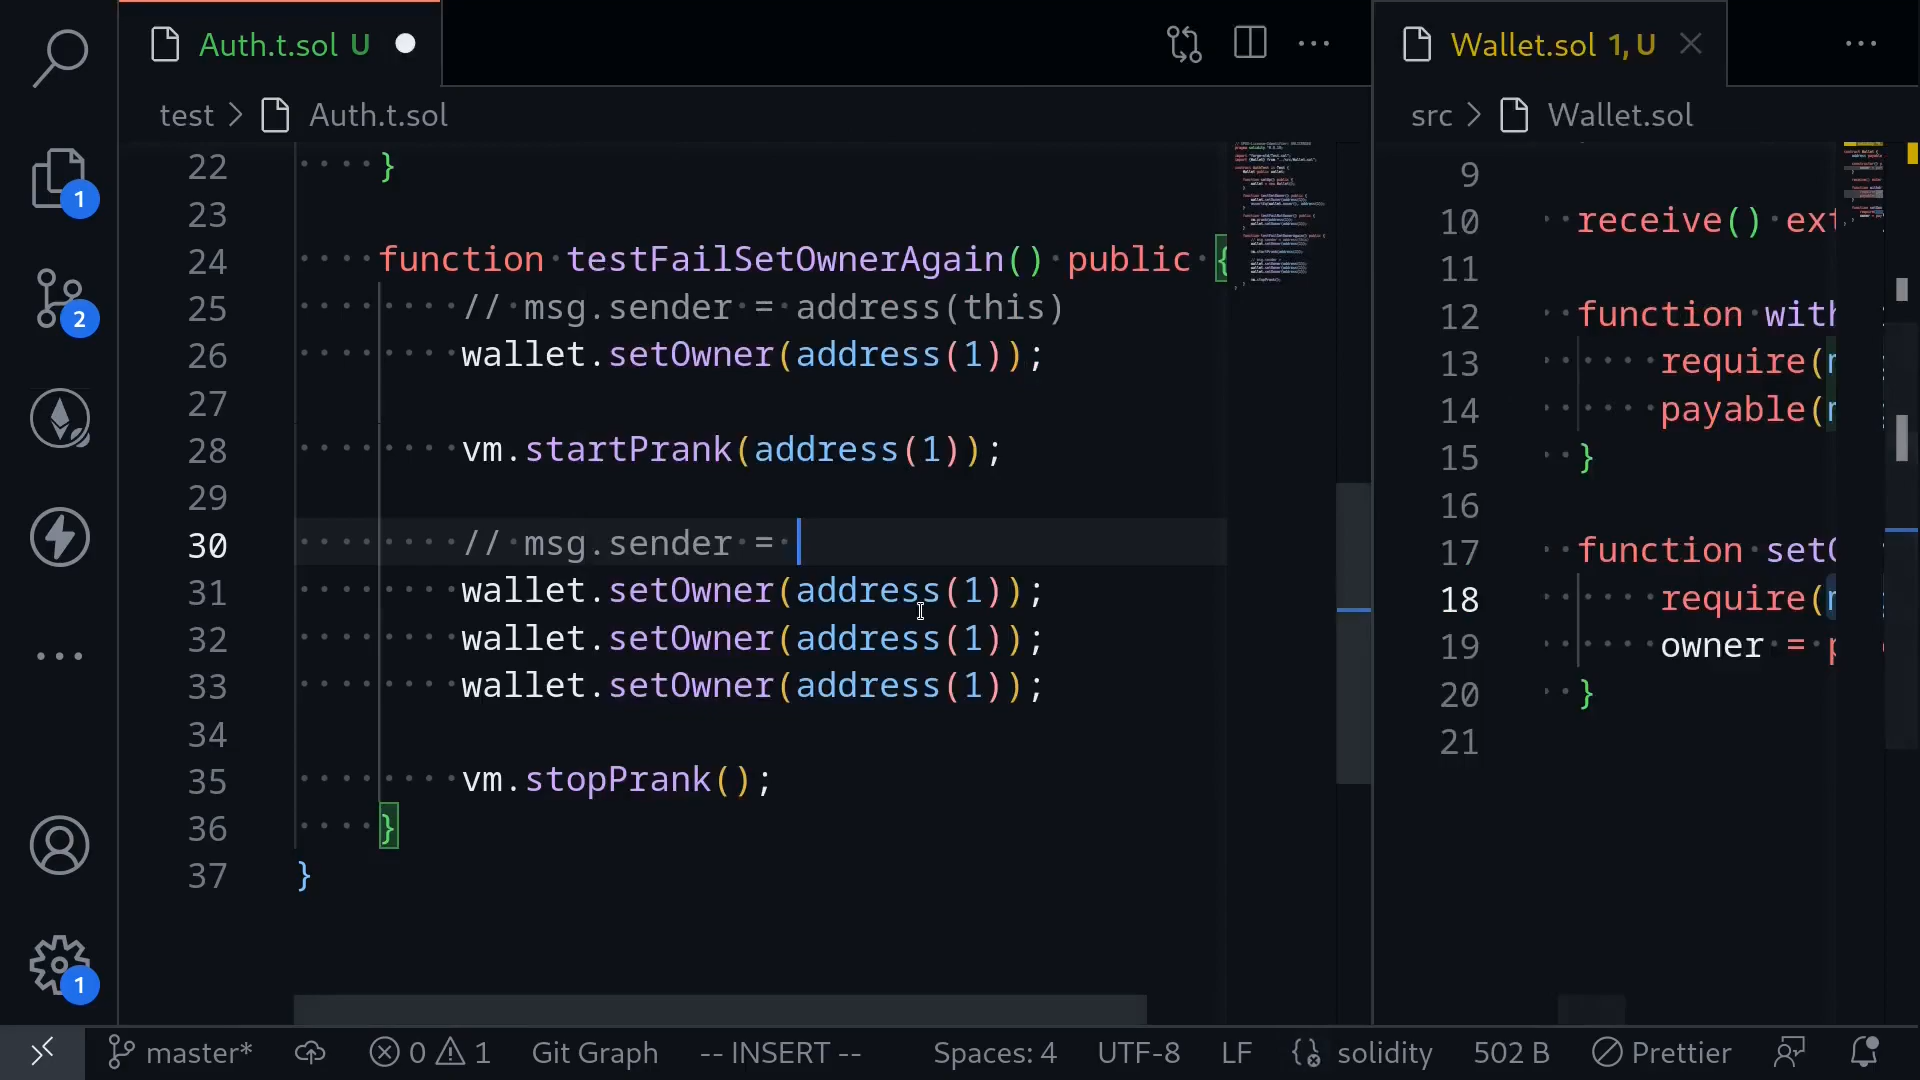 Auth.t.sol U
Wallet.sol 1, U
test > Auth.t.sol
src > Wallet.sol
22 }
23
24 function testFailSetOwnerAgain() public {
25 // msg.sender = address(this)
26 wallet.setOwner(address(1));
27
28 vm.startPrank(address(1));
29
30 // msg.sender =
31 wallet.setOwner(address(1));
32 wallet.setOwner(address(1));
33 wallet.setOwner(address(1));
34
35 vm.stopPrank();
36 }
37 }
9
10 receive() ext
11
12 function with
13 require(
14 payable(
15 }
16
17 function setO
18 require(
19 owner =
20 }
21
1
2
1
master* 0 1 Git Graph -- INSERT -- Spaces: 4 UTF-8 LF solidity 502 B Prettier